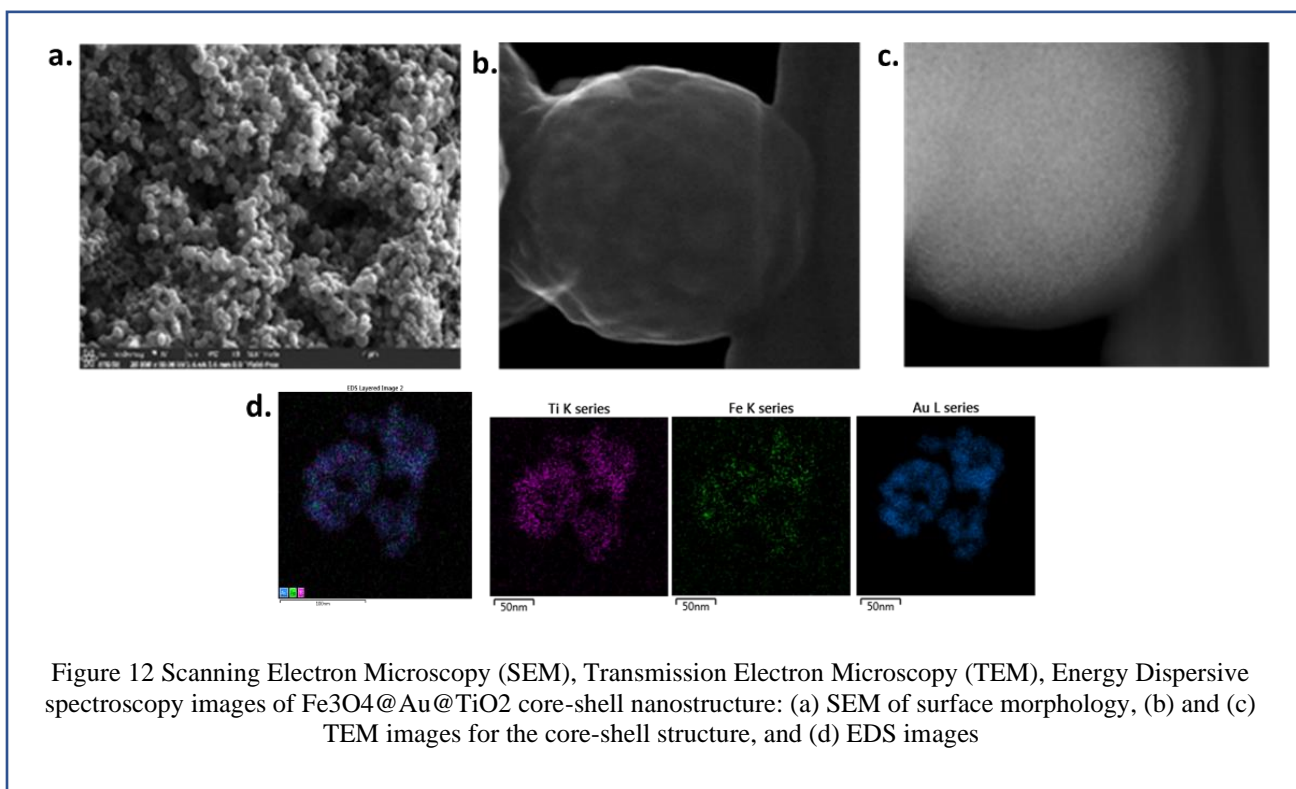 a.
b.
c.
d.
EDS Layered Image 2
Ti K series
Fe K series
Au L series
100nm
50nm
50nm
50nm
Figure 12 Scanning Electron Microscopy (SEM), Transmission Electron Microscopy (TEM), Energy Dispersive
spectroscopy images of Fe3O4@Au@TiO2 core-shell nanostructure: (a) SEM of surface morphology, (b) and (c)
TEM images for the core-shell structure, and (d) EDS images